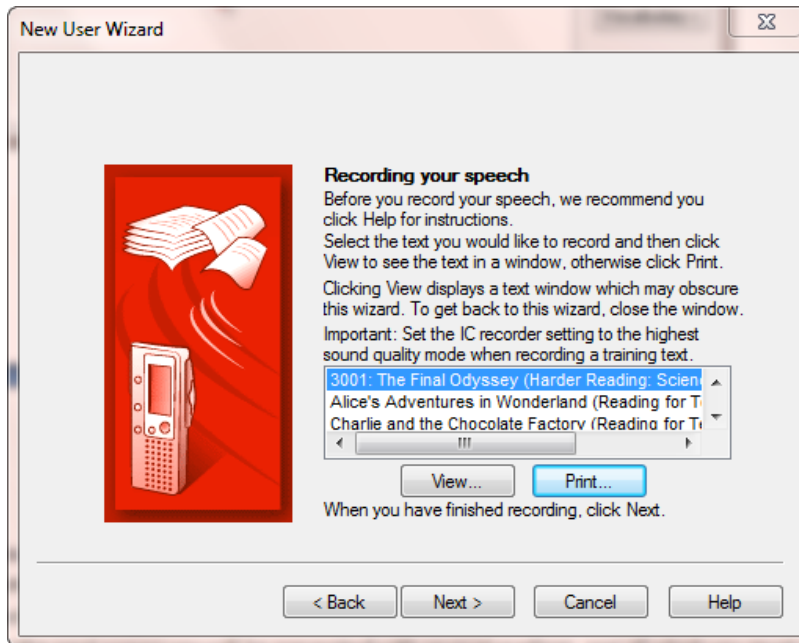 New User Wizard
Recording your speech
Before you record your speech, we recommend you
click Help for instructions.
Select the text you would like to record and then click
View to see the text in a window, otherwise click Print.
Clicking View displays a text window which may obscure
this wizard. To get back to this wizard, close the window.
Important: Set the IC recorder setting to the highest
sound quality mode when recording a training text.
3001: The Final Odyssey (Harder Reading: Scien
Alice's Adventures in Wonderland (Reading for T
Charlie and the Chocolate Factory (Reading for Te
View... Print...
When you have finished recording, click Next.
< Back Next > Cancel Help